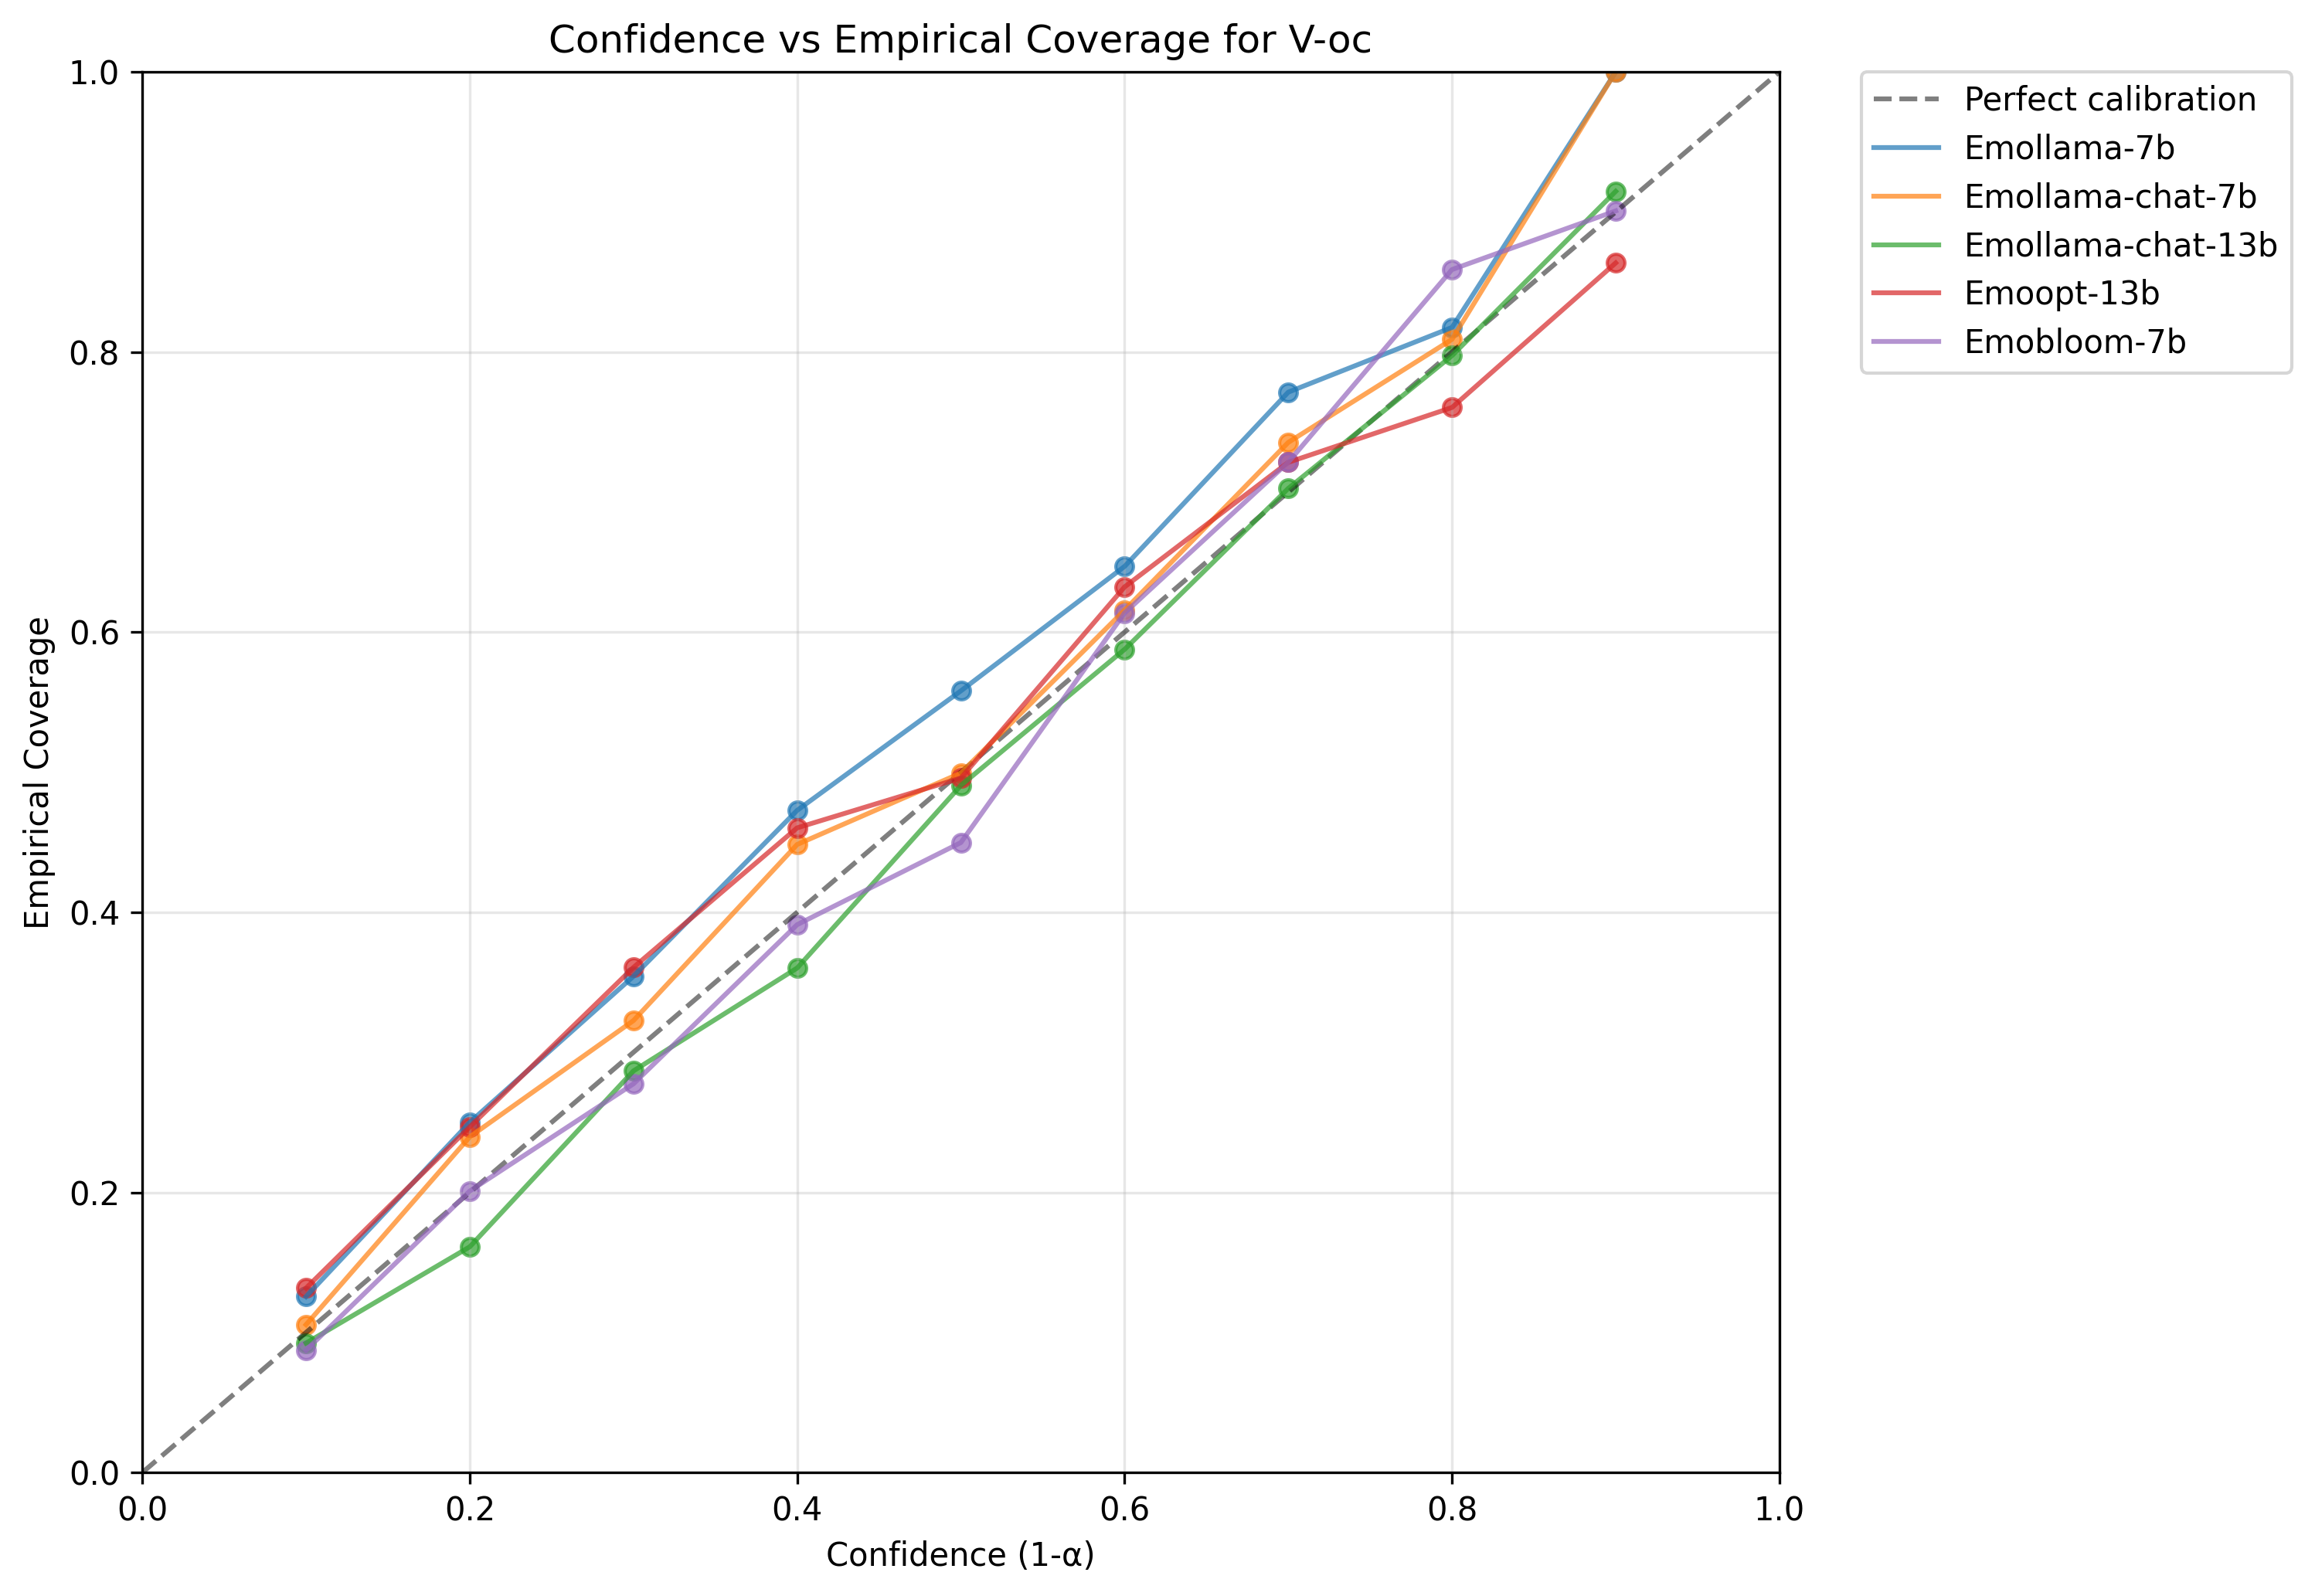 Confidence vs Empirical Coverage for V-oc
Empirical Coverage
1.0
0.8
0.6
0.4
0.2
0.0
0.0 0.2 0.4 0.6 0.8 1.0
Confidence (1-α)
Perfect calibration
Emollama-7b
Emollama-chat-7b
Emollama-chat-13b
Emoopt-13b
Emobloom-7b